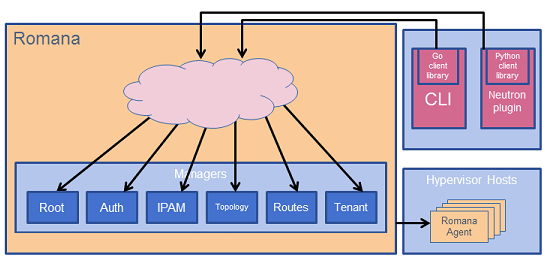 Romana
Go
client
library
CLI
Python
client
library
Neutron
plugin
Managers
Root
Auth
IPAM
Topology
Routes
Tenant
Hypervisor Hosts
Romana
Agent